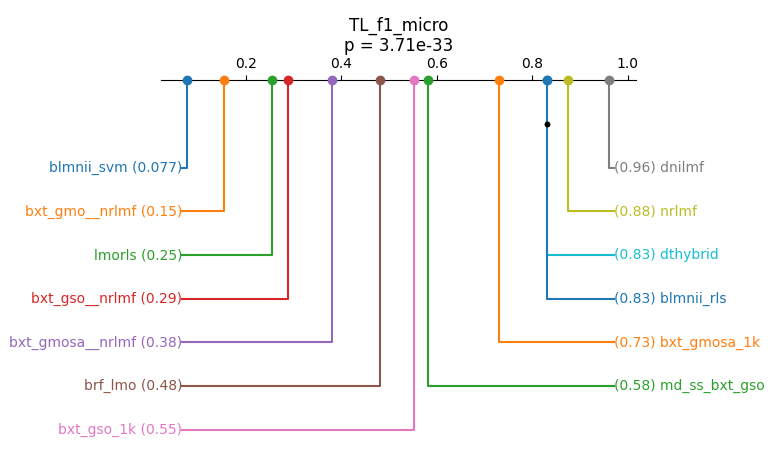 TL_f1_micro
p = 3.71e-33
0.2 0.4 0.6 0.8 1.0
blmnii_svm (0.077) (0.96) dnilmf
bxt_gmo__nrlmf (0.15) (0.88) nrlmf
lmorls (0.25) (0.83) dthybrid
bxt_gso__nrlmf (0.29) (0.83) blmnii_rls
bxt_gmosa__nrlmf (0.38) (0.73) bxt_gmosa_1k
brf_lmo (0.48) (0.58) md_ss_bxt_gso
bxt_gso_1k (0.55)